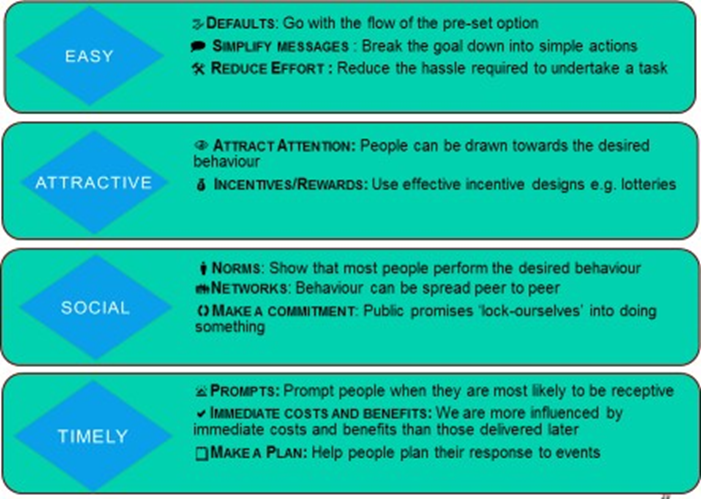 EASY
DEFAULTS: Go with the flow of the pre-set option
SIMPLIFY MESSAGES : Break the goal down into simple actions
REDUCE EFFORT : Reduce the hassle required to undertake a task
ATTRACTIVE
ATTRACT ATTENTION: People can be drawn towards the desired
behaviour
INCENTIVES/REWARDS: Use effective incentive designs e.g. lotteries
SOCIAL
NORMS: Show that most people perform the desired behaviour
NETWORKS: Behaviour can be spread peer to peer
MAKE A COMMITMENT: Public promises 'lock-ourselves' into doing
something
TIMELY
PROMPTS: Prompt people when they are most likely to be receptive
IMMEDIATE COSTS AND BENEFITS: We are more influenced by
immediate costs and benefits than those delivered later
MAKE A PLAN: Help people plan their response to events